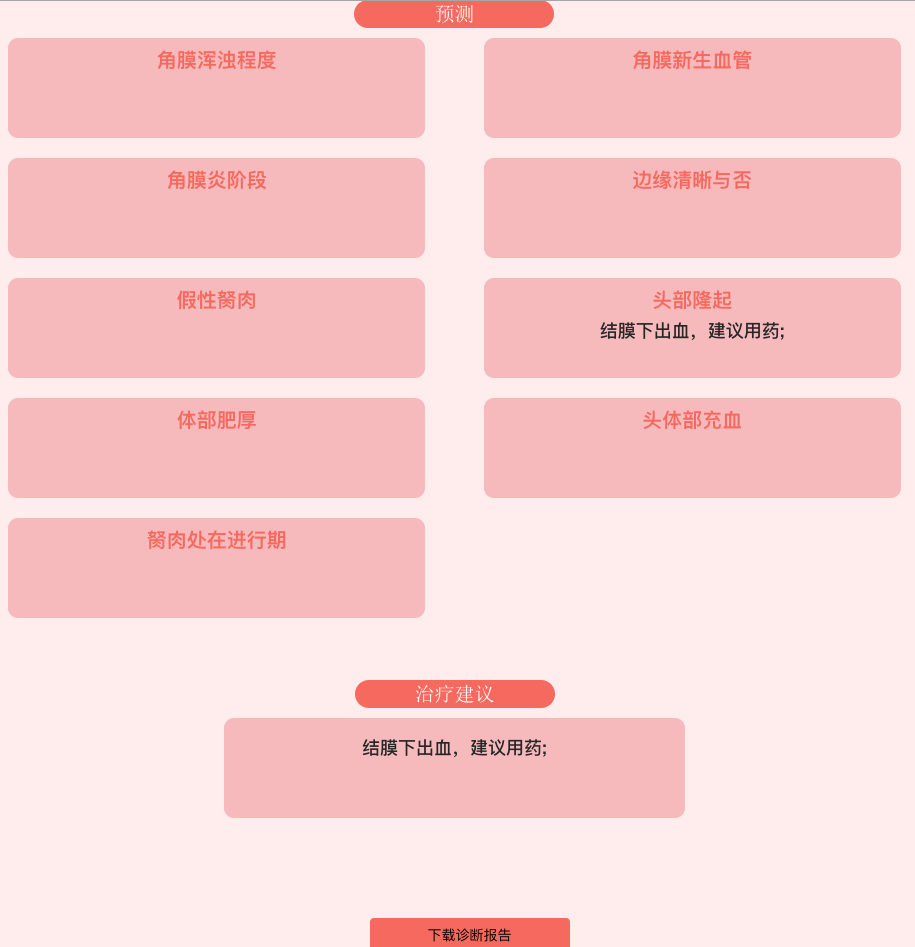 预测
角膜浑浊程度
角膜新生血管
角膜炎阶段
边缘清晰与否
假性胬肉
头部隆起
结膜下出血，建议用药;
体部肥厚
头体部充血
胬肉处在进行期
治疗建议
结膜下出血，建议用药;
下载诊断报告